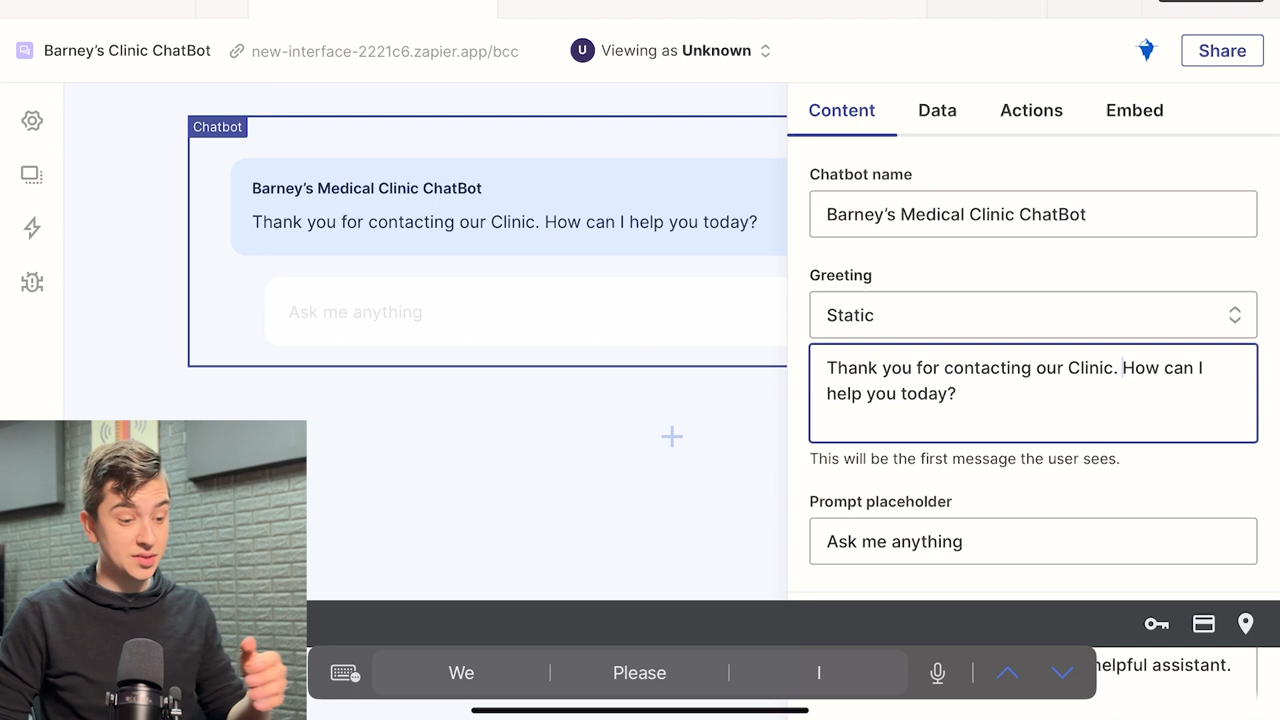 Barney’s Clinic ChatBot
new-interface-2221c6.zapier.app/bcc
U
Viewing as Unknown
Share
Chatbot
Barney’s Medical Clinic ChatBot
Thank you for contacting our Clinic. How can I help you today?
Ask me anything
Content
Data
Actions
Embed
Chatbot name
Barney’s Medical Clinic ChatBot
Greeting
Static
Thank you for contacting our Clinic. How can I
help you today?
This will be the first message the user sees.
Prompt placeholder
Ask me anything
helpful assistant.
We
Please
I